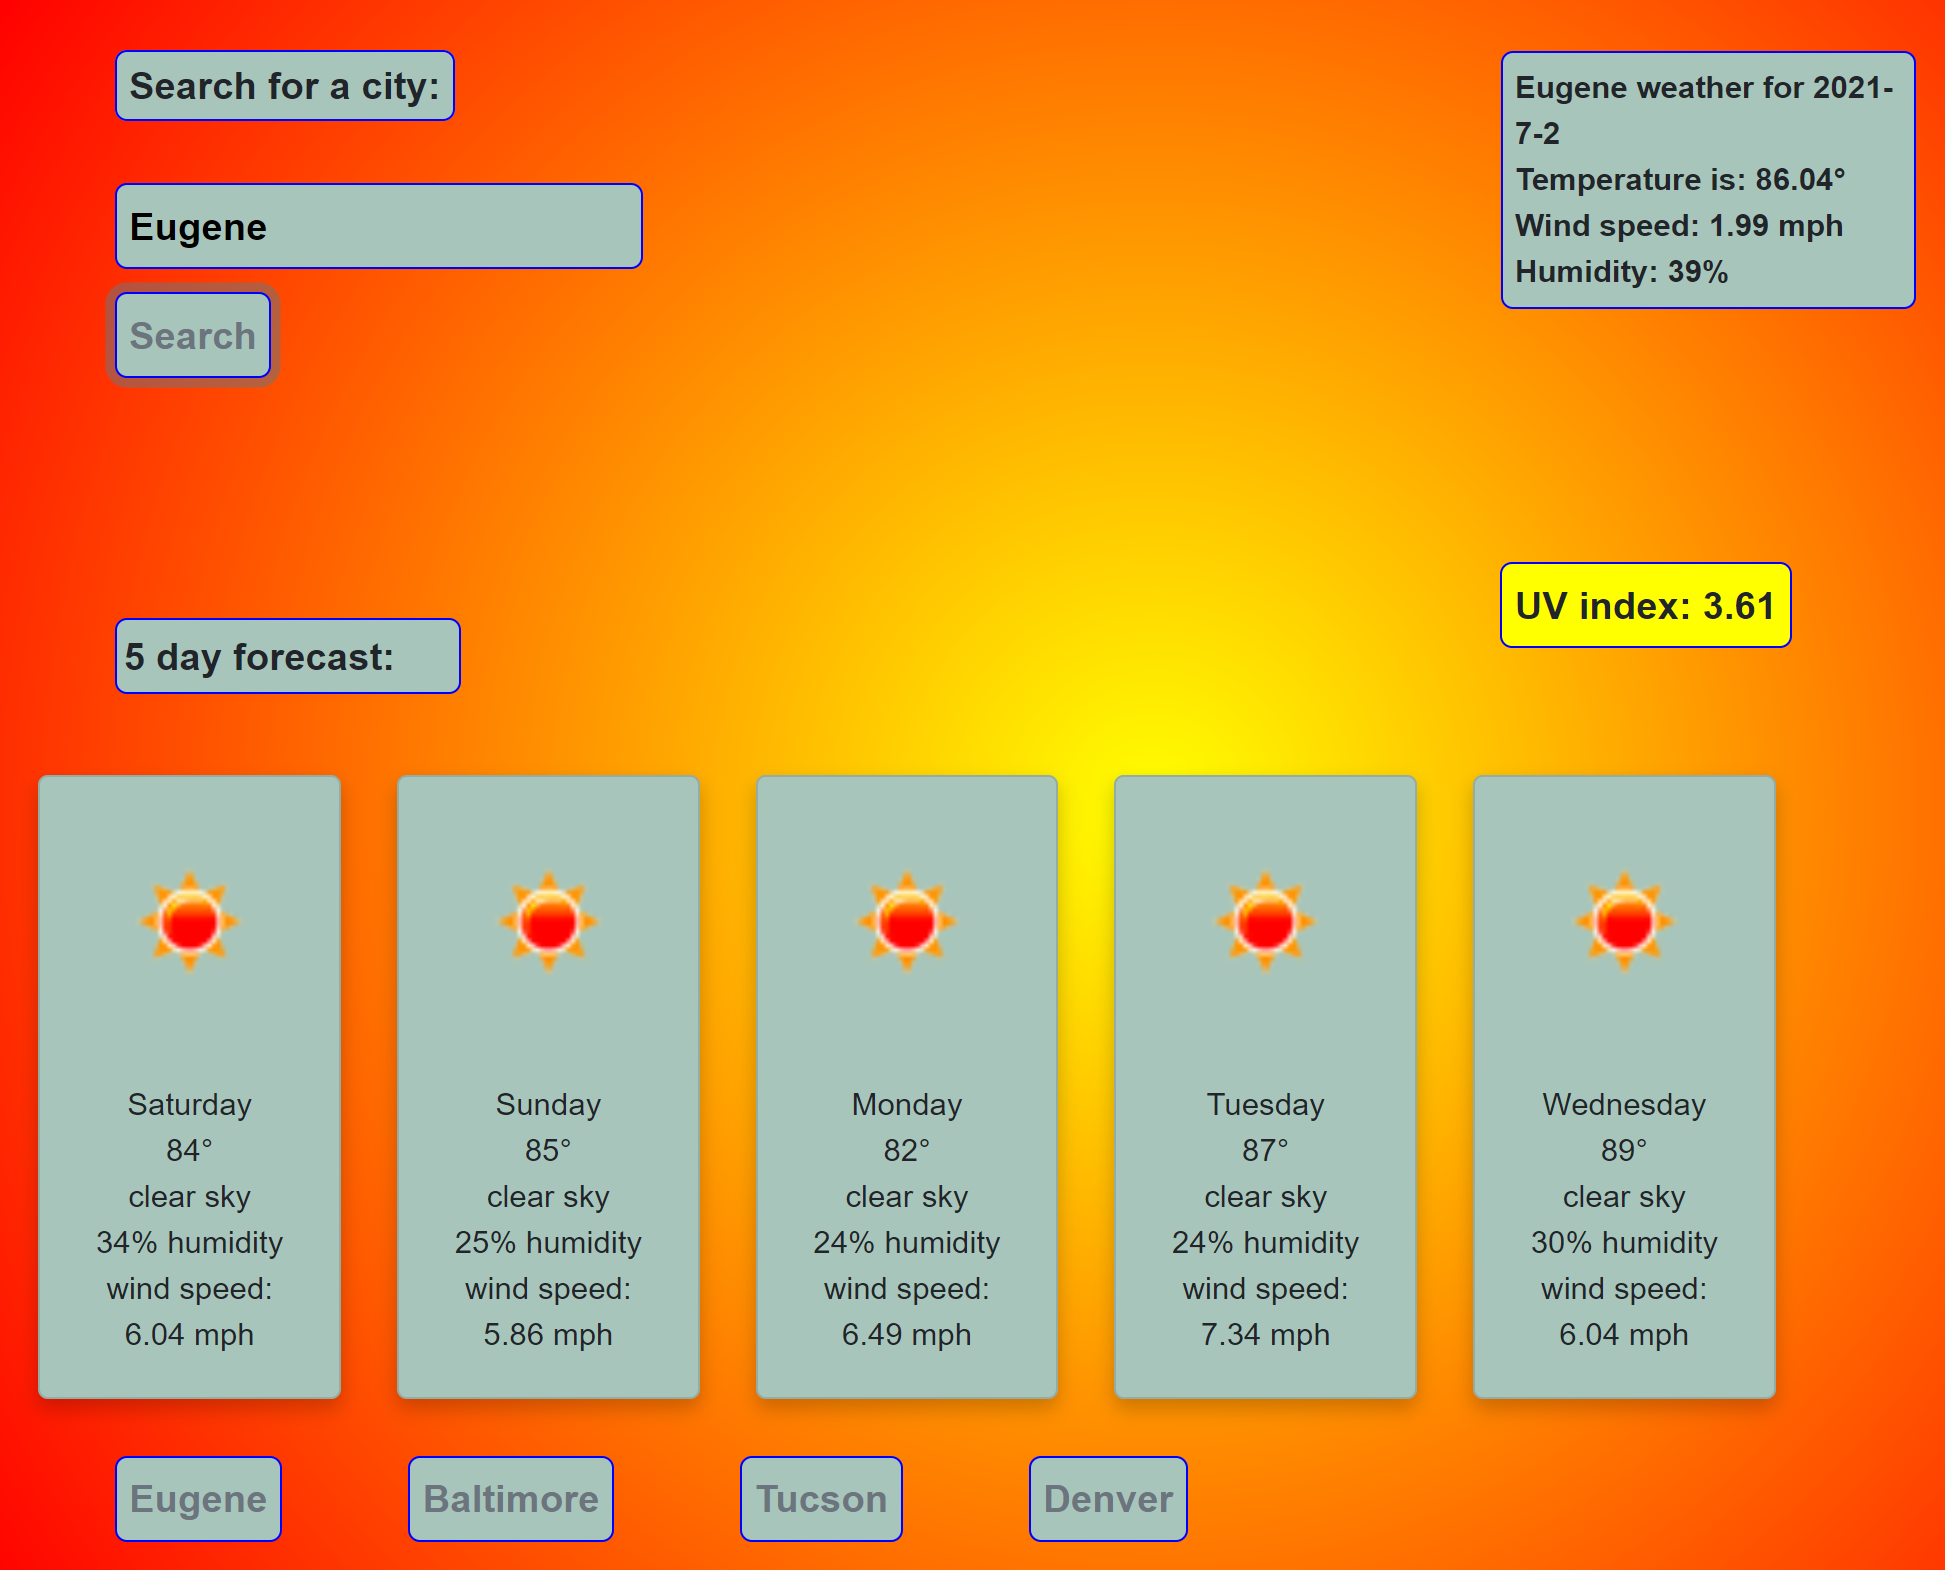 Search for a city:
Eugene
Search
Eugene weather for 2021-
7-2
Temperature is: 86.04°
Wind speed: 1.99 mph
Humidity: 39%
UV index: 3.61
5 day forecast:
Saturday
84°
clear sky
34% humidity
wind speed:
6.04 mph
Sunday
85°
clear sky
25% humidity
wind speed:
5.86 mph
Monday
82°
clear sky
24% humidity
wind speed:
6.49 mph
Tuesday
87°
clear sky
24% humidity
wind speed:
7.34 mph
Wednesday
89°
clear sky
30% humidity
wind speed:
6.04 mph
Eugene
Baltimore
Tucson
Denver